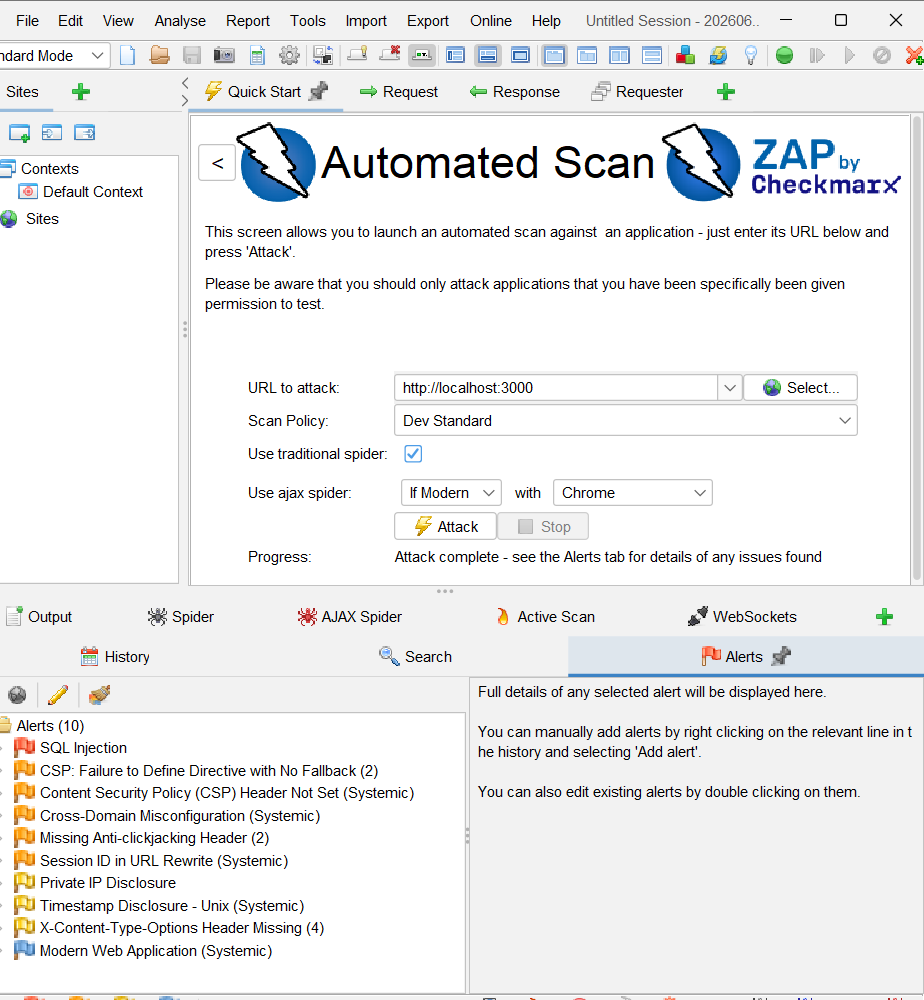 File Edit View Analyse Report Tools Import Export Online Help Untitled Session - 202606..
ndard Mode
Sites
Quick Start Request Response Requester
<
Automated Scan
ZAP by
Checkmarx
Contexts
Default Context
Sites
This screen allows you to launch an automated scan against an application - just enter its URL below and
press 'Attack'.
Please be aware that you should only attack applications that you have been specifically been given
permission to test.
URL to attack: http://localhost:3000 Select...
Scan Policy: Dev Standard
Use traditional spider:
Use ajax spider: If Modern with Chrome
Attack Stop
Progress: Attack complete - see the Alerts tab for details of any issues found
Output Spider AJAX Spider Active Scan WebSockets
History Search Alerts
Alerts (10)
SQL Injection
CSP: Failure to Define Directive with No Fallback (2)
Content Security Policy (CSP) Header Not Set (Systemic)
Cross-Domain Misconfiguration (Systemic)
Missing Anti-clickjacking Header (2)
Session ID in URL Rewrite (Systemic)
Private IP Disclosure
Timestamp Disclosure - Unix (Systemic)
X-Content-Type-Options Header Missing (4)
Modern Web Application (Systemic)
Full details of any selected alert will be displayed here.
You can manually add alerts by right clicking on the relevant line in t
he history and selecting 'Add alert'.
You can also edit existing alerts by double clicking on them.